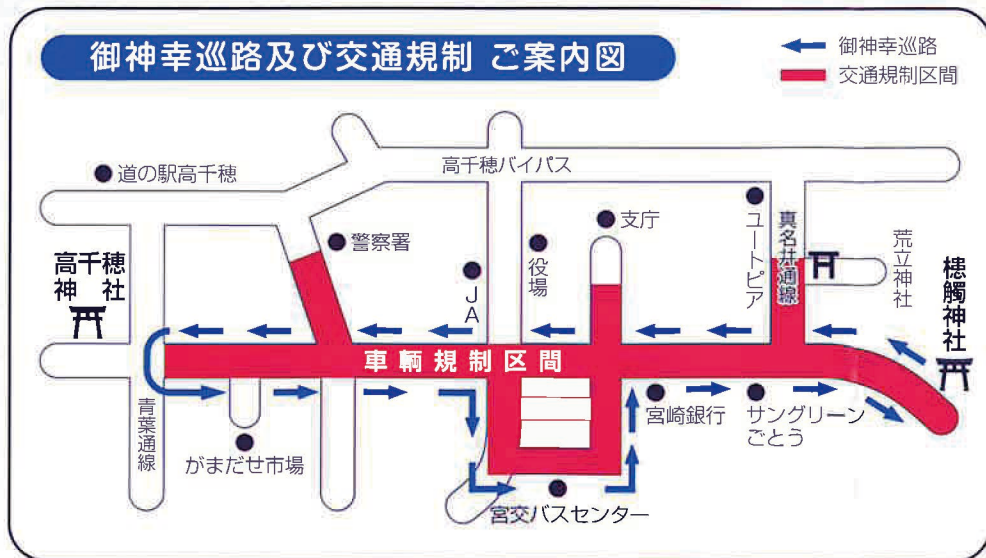 御神幸巡路及び交通規制 ご案内図
御神幸巡路
交通規制区間
道の駅高千穂
高千穂バイパス
警察署
支庁
ユートピア
真名井通線
荒立神社
高千穂
神 社
JA
役場
槵觸神社
車輌規制区間
青葉通線
がまだせ市場
宮崎銀行
サングリーン
ごとう
宮交バスセンター